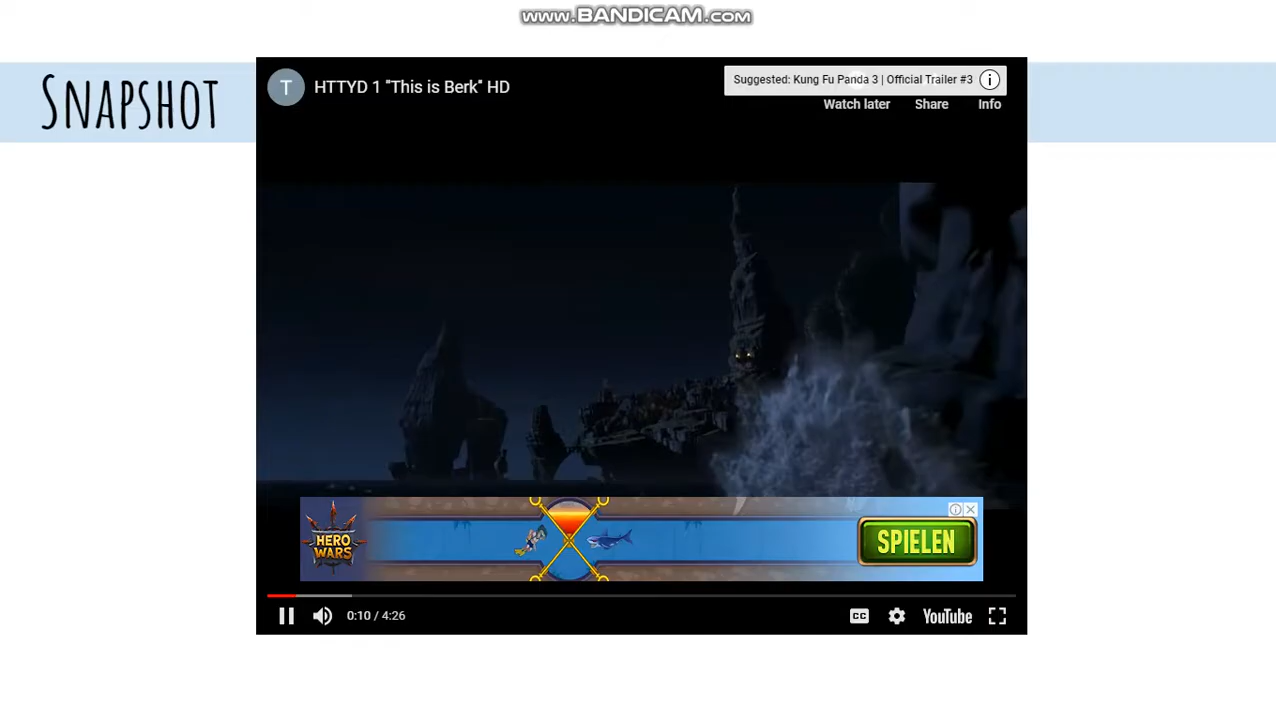 www.BANDICAM.com
SNAPSHOT
T
HTTYD 1 "This is Berk" HD
Suggested: Kung Fu Panda 3 | Official Trailer #3
Watch later Share Info
HERO
WARS
SPIELEN
0:10 / 4:26
CC
YouTube